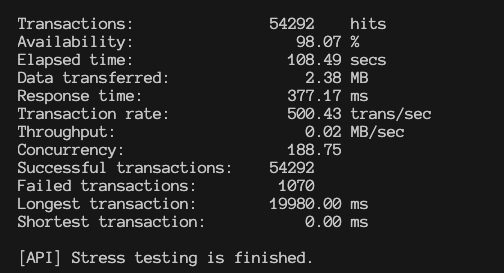 Transactions: 54292 hits
Availability: 98.07 %
Elapsed time: 108.49 secs
Data transferred: 2.38 MB
Response time: 377.17 ms
Transaction rate: 500.43 trans/sec
Throughput: 0.02 MB/sec
Concurrency: 188.75
Successful transactions: 54292
Failed transactions: 1070
Longest transaction: 19980.00 ms
Shortest transaction: 0.00 ms
[API] Stress testing is finished.